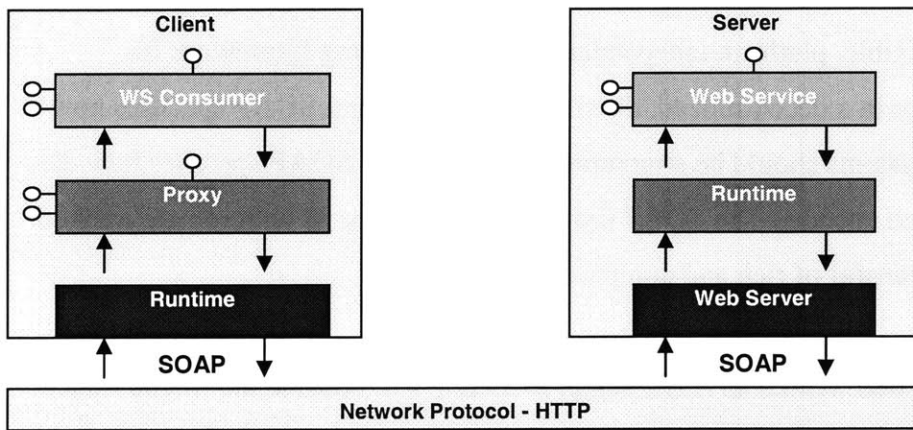 Client
WS Consumer
Proxy
Runtime
SOAP
Server
Web Service
Runtime
Web Server
SOAP
Network Protocol - HTTP